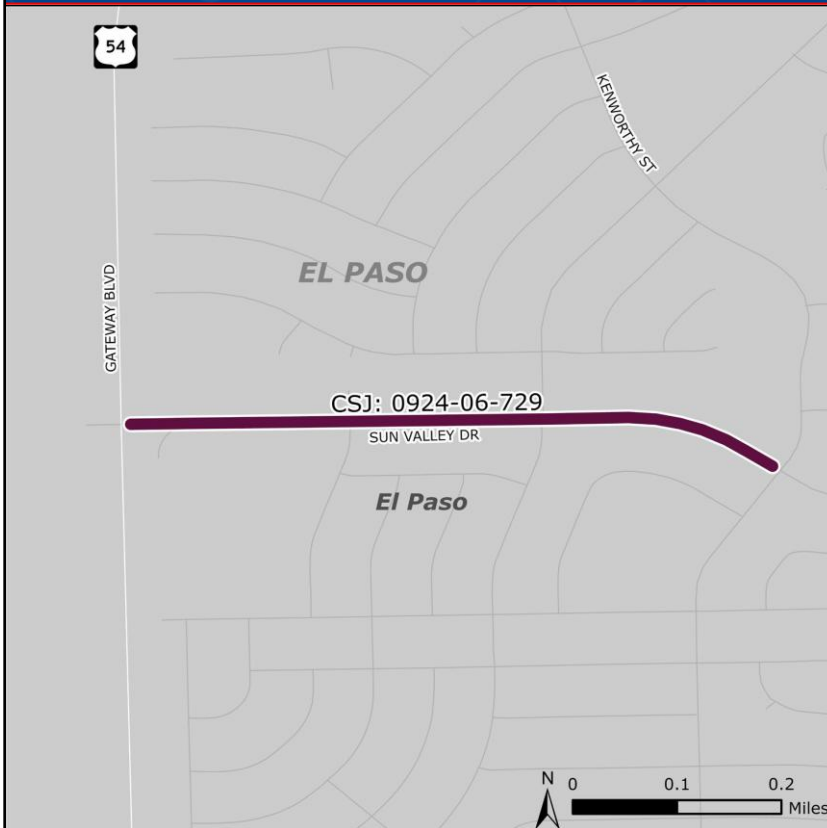 54
KENWORTHY ST
EL PASO
GATEWAY BLVD
CSJ: 0924-06-729
SUN VALLEY DR
El Paso
N 0 0.1 0.2
Miles